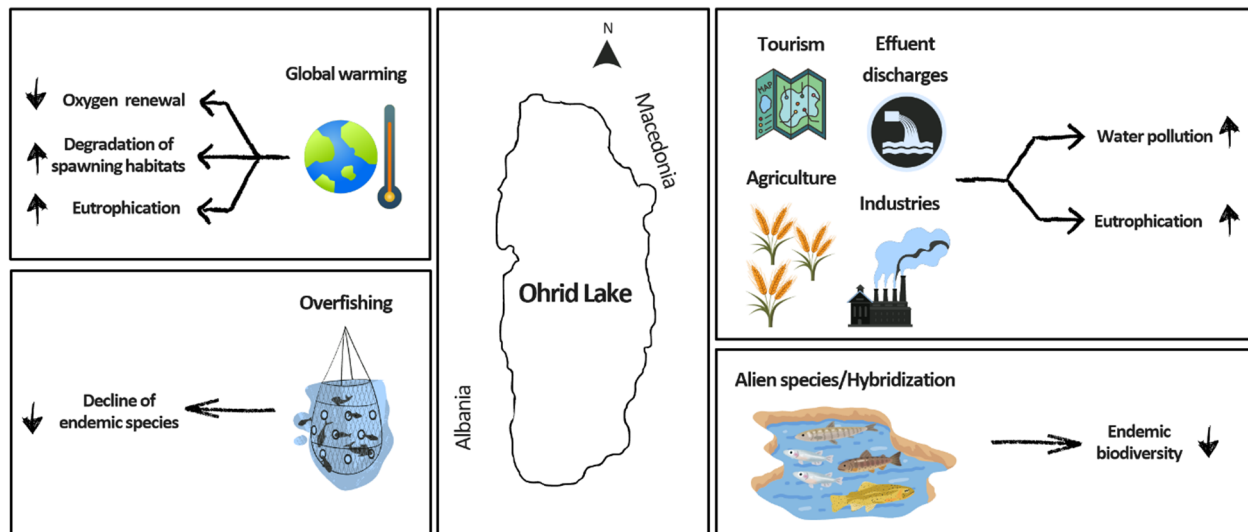 Global warming
Oxygen renewal
Degradation of
spawning habitats
Eutrophication
Overfishing
Decline of
endemic species
N
Macedonia
Ohrid Lake
Albania
Tourism
MAP
Effuent
discharges
Agriculture
Industries
Water pollution
Eutrophication
Alien species/Hybridization
Endemic
biodiversity